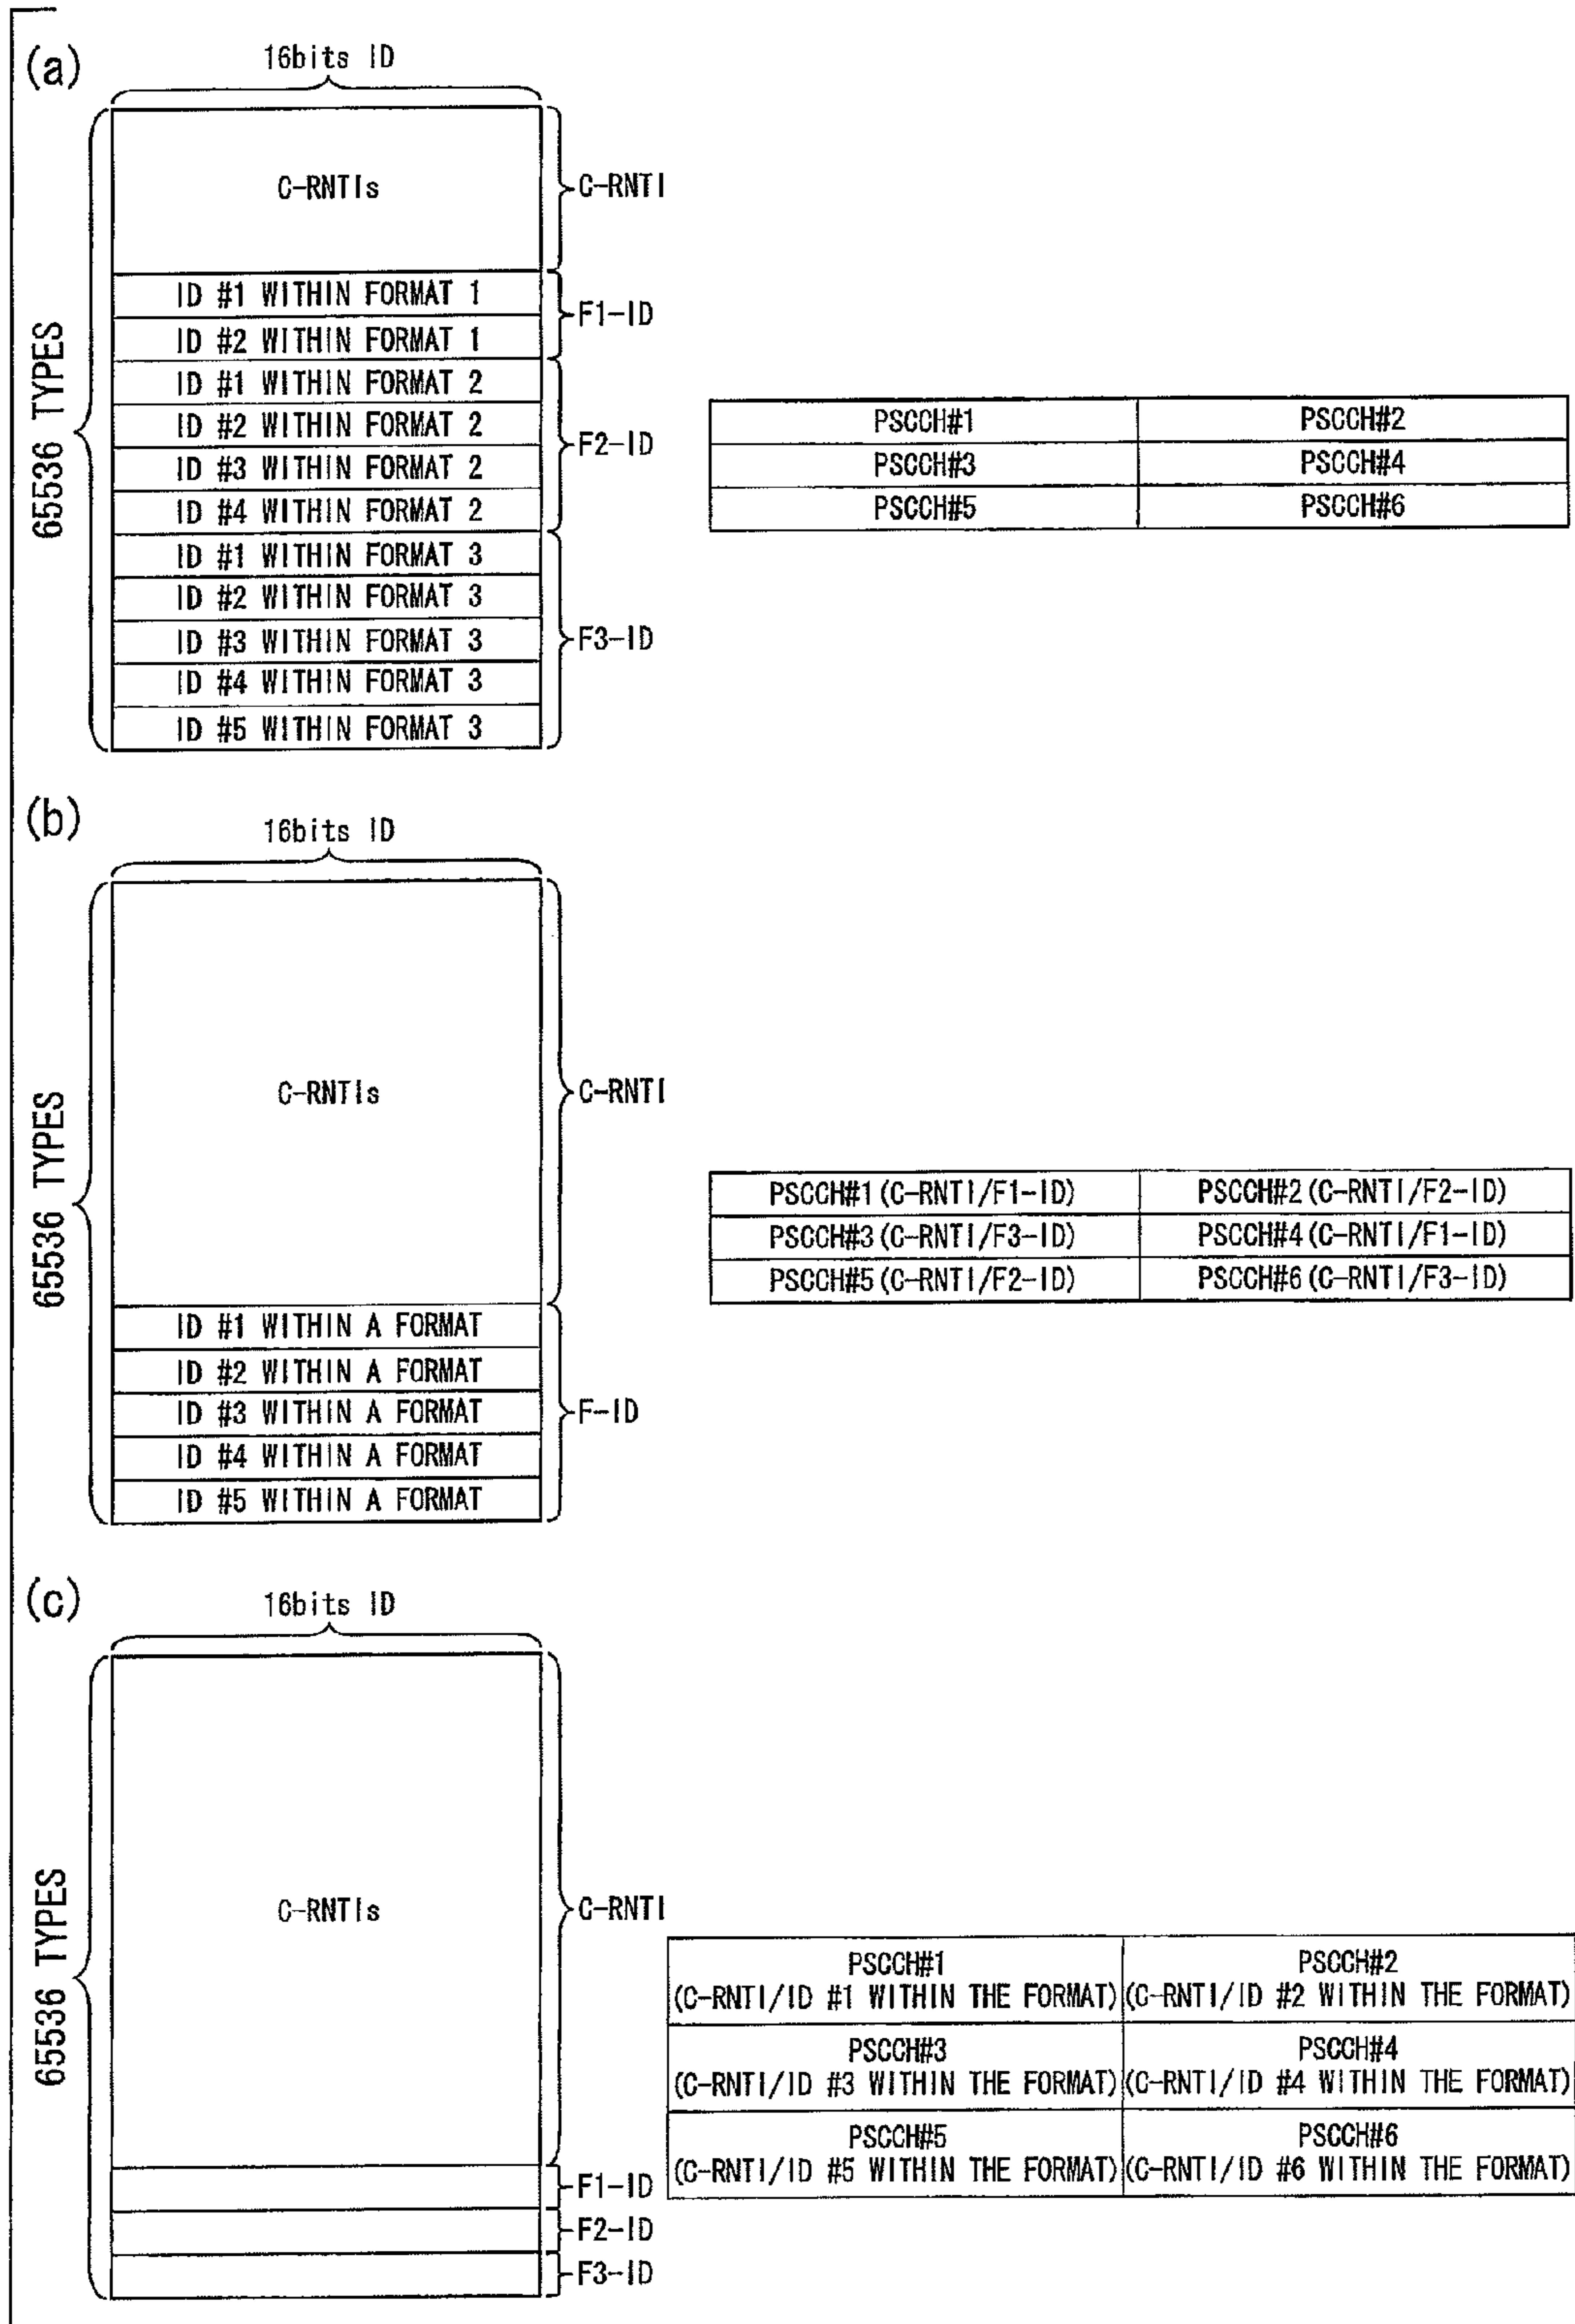 (a)
16bits ID
65536 TYPES
C-RNTIs
C-RNTI
ID #1 WITHIN FORMAT 1
ID #2 WITHIN FORMAT 1
F1-ID
ID #1 WITHIN FORMAT 2
ID #2 WITHIN FORMAT 2
ID #3 WITHIN FORMAT 2
ID #4 WITHIN FORMAT 2
F2-ID
ID #1 WITHIN FORMAT 3
ID #2 WITHIN FORMAT 3
ID #3 WITHIN FORMAT 3
ID #4 WITHIN FORMAT 3
ID #5 WITHIN FORMAT 3
F3-ID
PSCCH#1 PSCCH#2
PSCCH#3 PSCCH#4
PSCCH#5 PSCCH#6
(b)
16bits ID
65536 TYPES
C-RNTIs
C-RNTI
ID #1 WITHIN A FORMAT
ID #2 WITHIN A FORMAT
ID #3 WITHIN A FORMAT
ID #4 WITHIN A FORMAT
ID #5 WITHIN A FORMAT
F-ID
PSCCH#1(C-RNTI/F1-ID) PSCCH#2(C-RNTI/F2-ID)
PSCCH#3(C-RNTI/F3-ID) PSCCH#4(C-RNTI/F1-ID)
PSCCH#5(C-RNTI/F2-ID) PSCCH#6(C-RNTI/F3-ID)
(c)
16bits ID
65536 TYPES
C-RNTIs
C-RNTI
F1-ID
F2-ID
F3-ID
PSCCH#1 PSCCH#2
(C-RNTI/ID #1 WITHIN THE FORMAT) (C-RNTI/ID #2 WITHIN THE FORMAT)
PSCCH#3 PSCCH#4
(C-RNTI/ID #3 WITHIN THE FORMAT) (C-RNTI/ID #4 WITHIN THE FORMAT)
PSCCH#5 PSCCH#6
(C-RNTI/ID #5 WITHIN THE FORMAT) (C-RNTI/ID #6 WITHIN THE FORMAT)